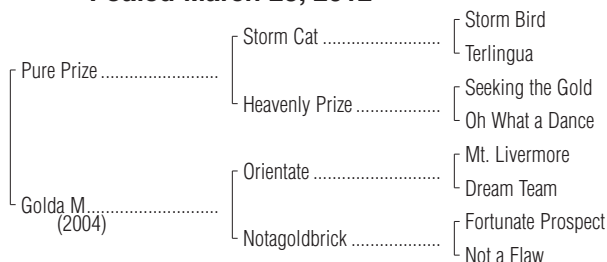 Foaled March 2012
Storm Bird
Storm Cat ........................
Terlingua
Pure Prize ........................
Seeking the Gold
Heavenly Prize ..................
Oh What a Dance
Mt. Livermore
Orientate ..........................
Dream Team
Golda M...........................
(2004)
Fortunate Prospect
Notagoldbrick ...................
Not a Flaw